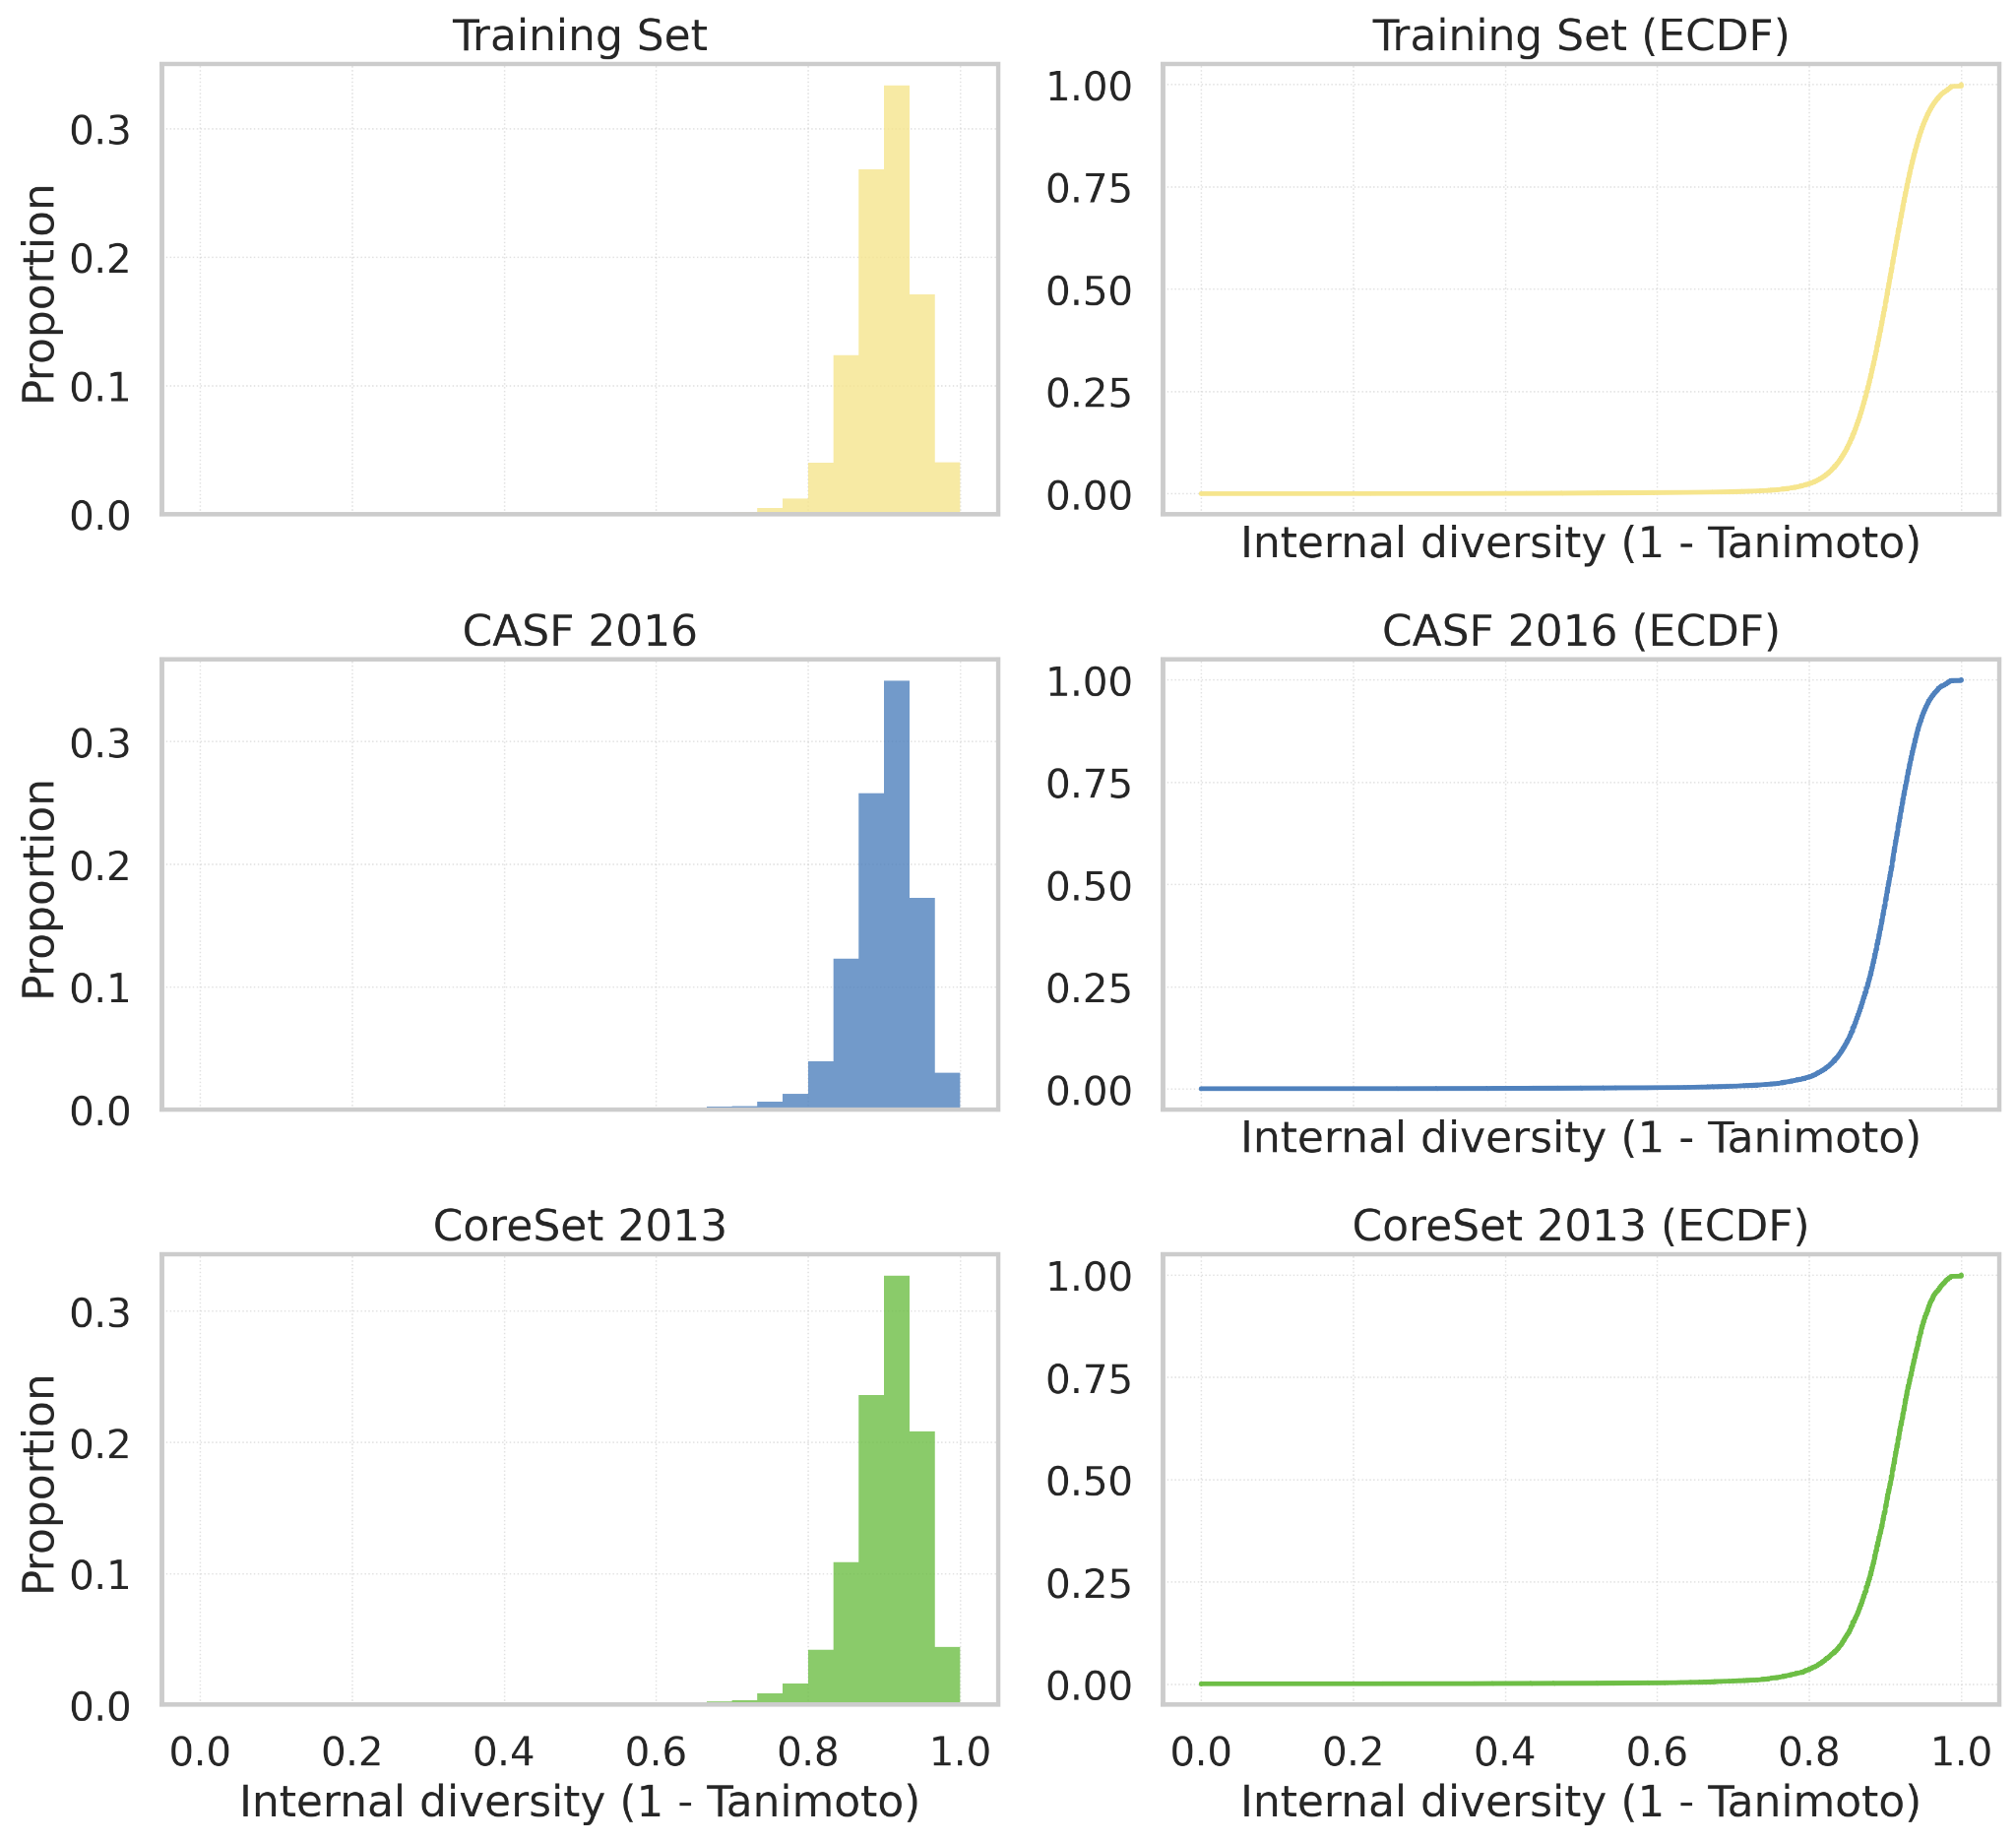 Training Set
Proportion
0.3
0.2
0.1
0.0
Training Set (ECDF)
1.00
0.75
0.50
0.25
0.00
Internal diversity (1 - Tanimoto)
CASF 2016
Proportion
0.3
0.2
0.1
0.0
CASF 2016 (ECDF)
1.00
0.75
0.50
0.25
0.00
Internal diversity (1 - Tanimoto)
CoreSet 2013
Proportion
0.3
0.2
0.1
0.0
0.0 0.2 0.4 0.6 0.8 1.0
Internal diversity (1 - Tanimoto)
CoreSet 2013 (ECDF)
1.00
0.75
0.50
0.25
0.00
0.0 0.2 0.4 0.6 0.8 1.0
Internal diversity (1 - Tanimoto)